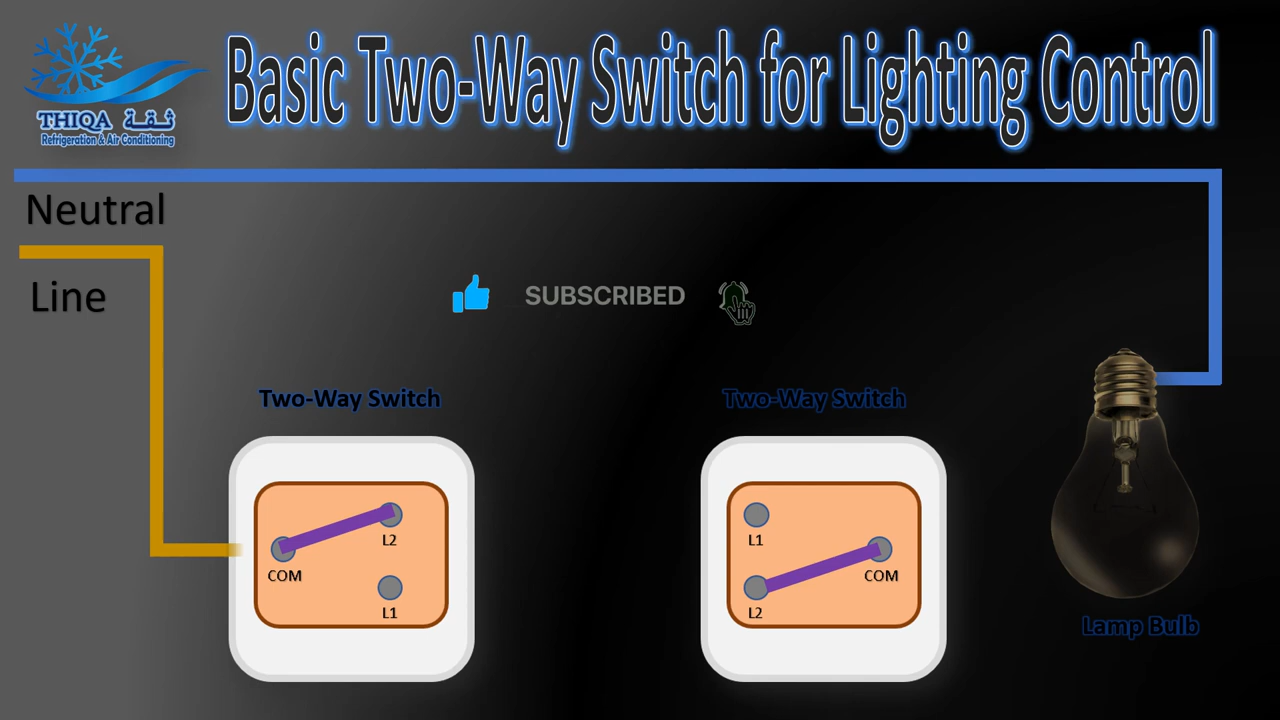 Basic Two-Way Switch for Lighting Control
THIQA ثقة
Refrigeration & Air Conditioning
Neutral
Line
SUBSCRIBED
Two-Way Switch
Two-Way Switch
L2
COM
L1
L1
COM
L2
Lamp Bulb